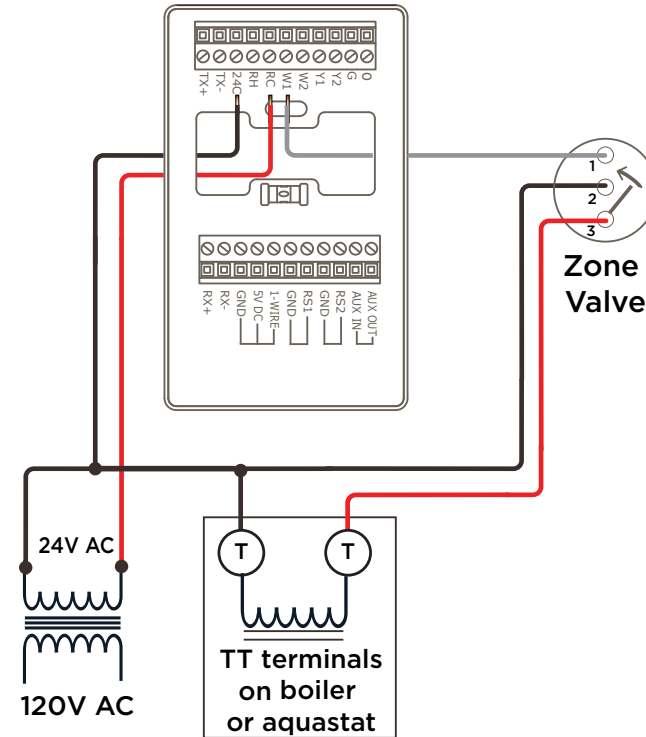 TX+ TX- 24C RH RC W1 W2 Y1 Y2 G O
1
2
3
Zone
Valve
RX+ RX- GND 5V DC 1-WIRE GND RS1 GND RS2 AUX IN AUX OUT
24V AC
T T
TT terminals
on boiler
or aquastat
120V AC